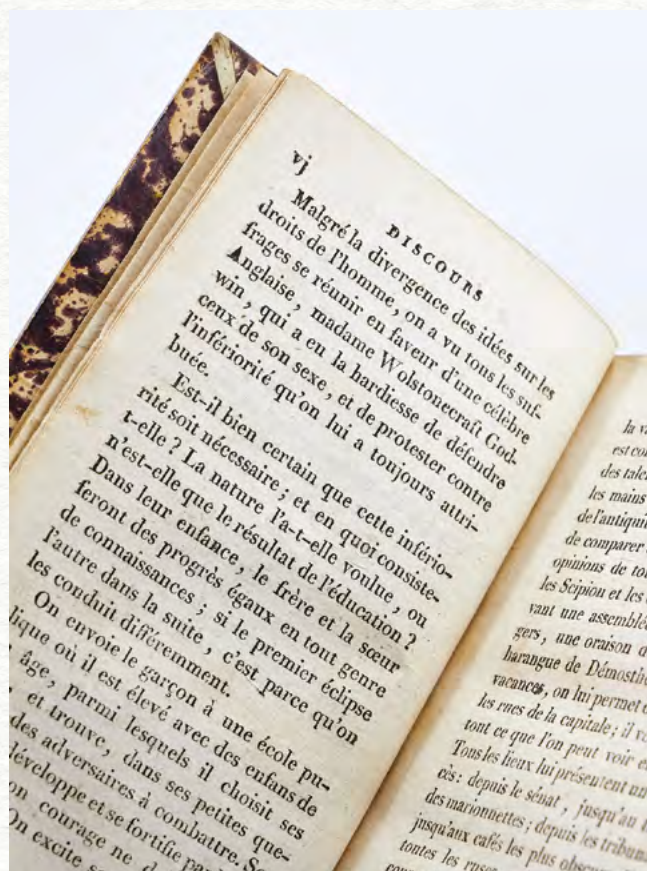 vj
DISCOURS
Malgré la divergence des idées sur les
droits de l'homme, on a vu tous les suf-
frages se réunir en faveur d'une célèbre
Anglaise, madame Wolstonecraft God-
win, qui a eu la hardiesse de défendre
ceux de son sexe, et de protester contre
l'infériorité qu'on lui a toujours attri-
buée.
Est-il bien certain que cette infério-
rité soit nécessaire; et en quoi consiste-
t-elle? La nature l'a-t-elle voulue, ou
n'est-elle que le résultat de l'éducation?
Dans leur enfance, le frère et la sœur
feront des progrès égaux en tout genre
de connaissances; si le premier éclipse
l'autre dans la suite, c'est parce qu'on
les conduit différemment.
On envoie le garçon à une école pu-
lique où il est élevé avec des enfans de
âge, parmi lesquels il choisit ses
, et trouve, dans ses petites que-
des adversaires à combattre. Se
développe et se fortifie par
on courage ne d
On excite s
la v
est co
des tale
les mains
de l'antiqui
de comparer
opinions de to
les Scipion et les
vant une assemblé
gers, une oraison d
harangue de Démosth
vacances, on lui permet
les rues de la capitale; il v
tout ce que l'on peut voir e
Tous les lieux lui présentent un
cès: depuis le sénat, jusqu'au
des marionnettes; depuis les tribun
jusqu'aux cafés les plus obscu
toutes les